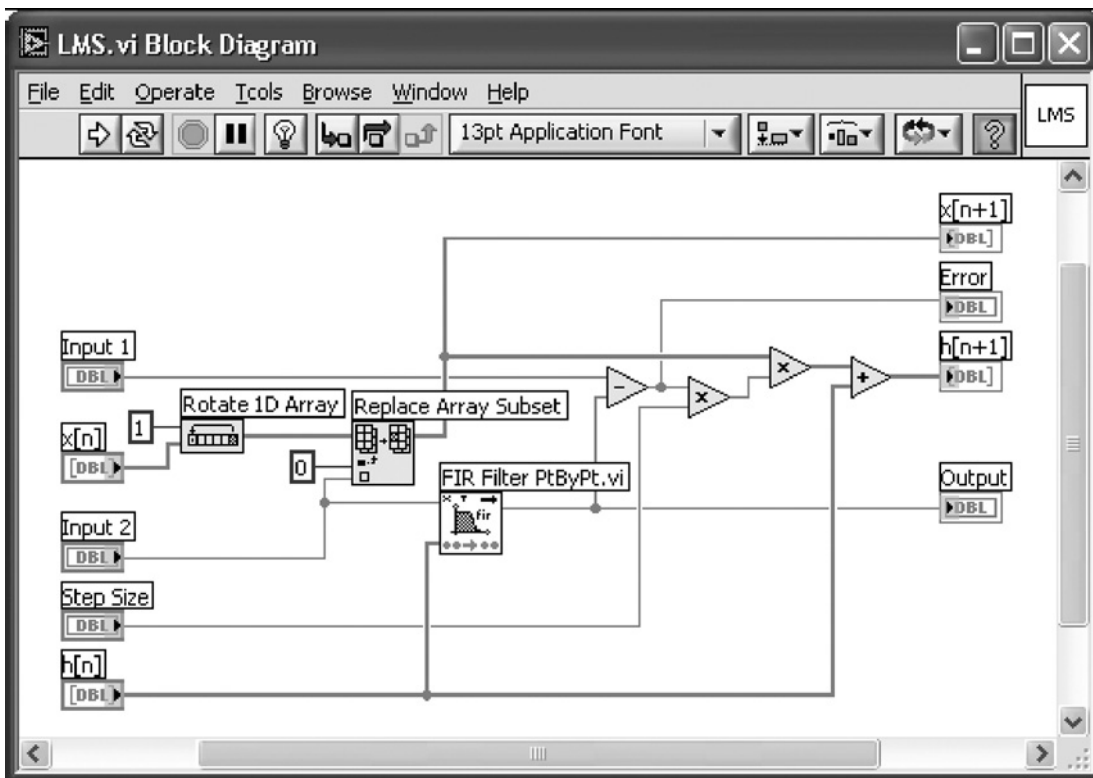 LMS.vi Block Diagram
File Edit Operate Tools Browse Window Help
13pt Application Font
LMS
x[n+1]
[DBL]
Error
DBL
Input 1
DBL
h[n+1]
[DBL]
Rotate 1D Array
Replace Array Subset
1
x[n]
[DBL]
-
x
x
+
0
FIR Filter PtByPt.vi
fir
Output
DBL
Input 2
DBL
Step Size
DBL
h[n]
[DBL]